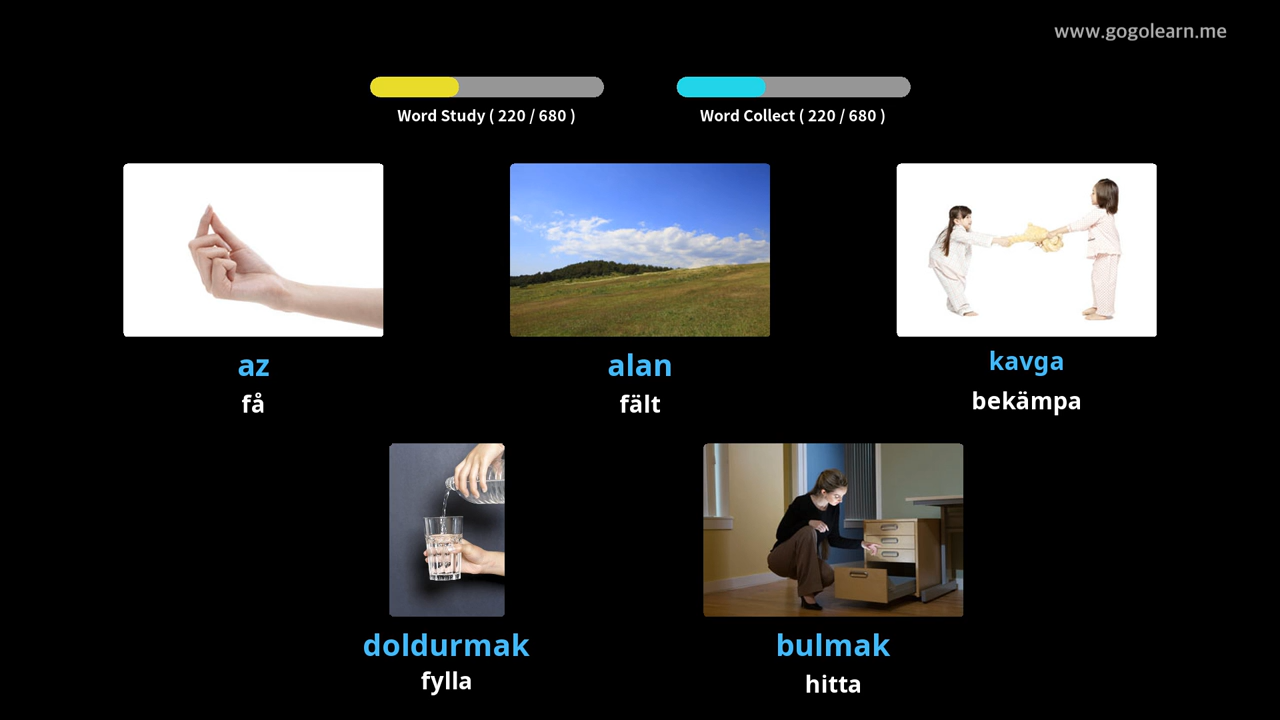 www.gogolearn.me
Word Study ( 220 / 680 )
Word Collect ( 220 / 680 )
az
få
alan
fält
kavga
bekämpa
doldurmak
fylla
bulmak
hitta